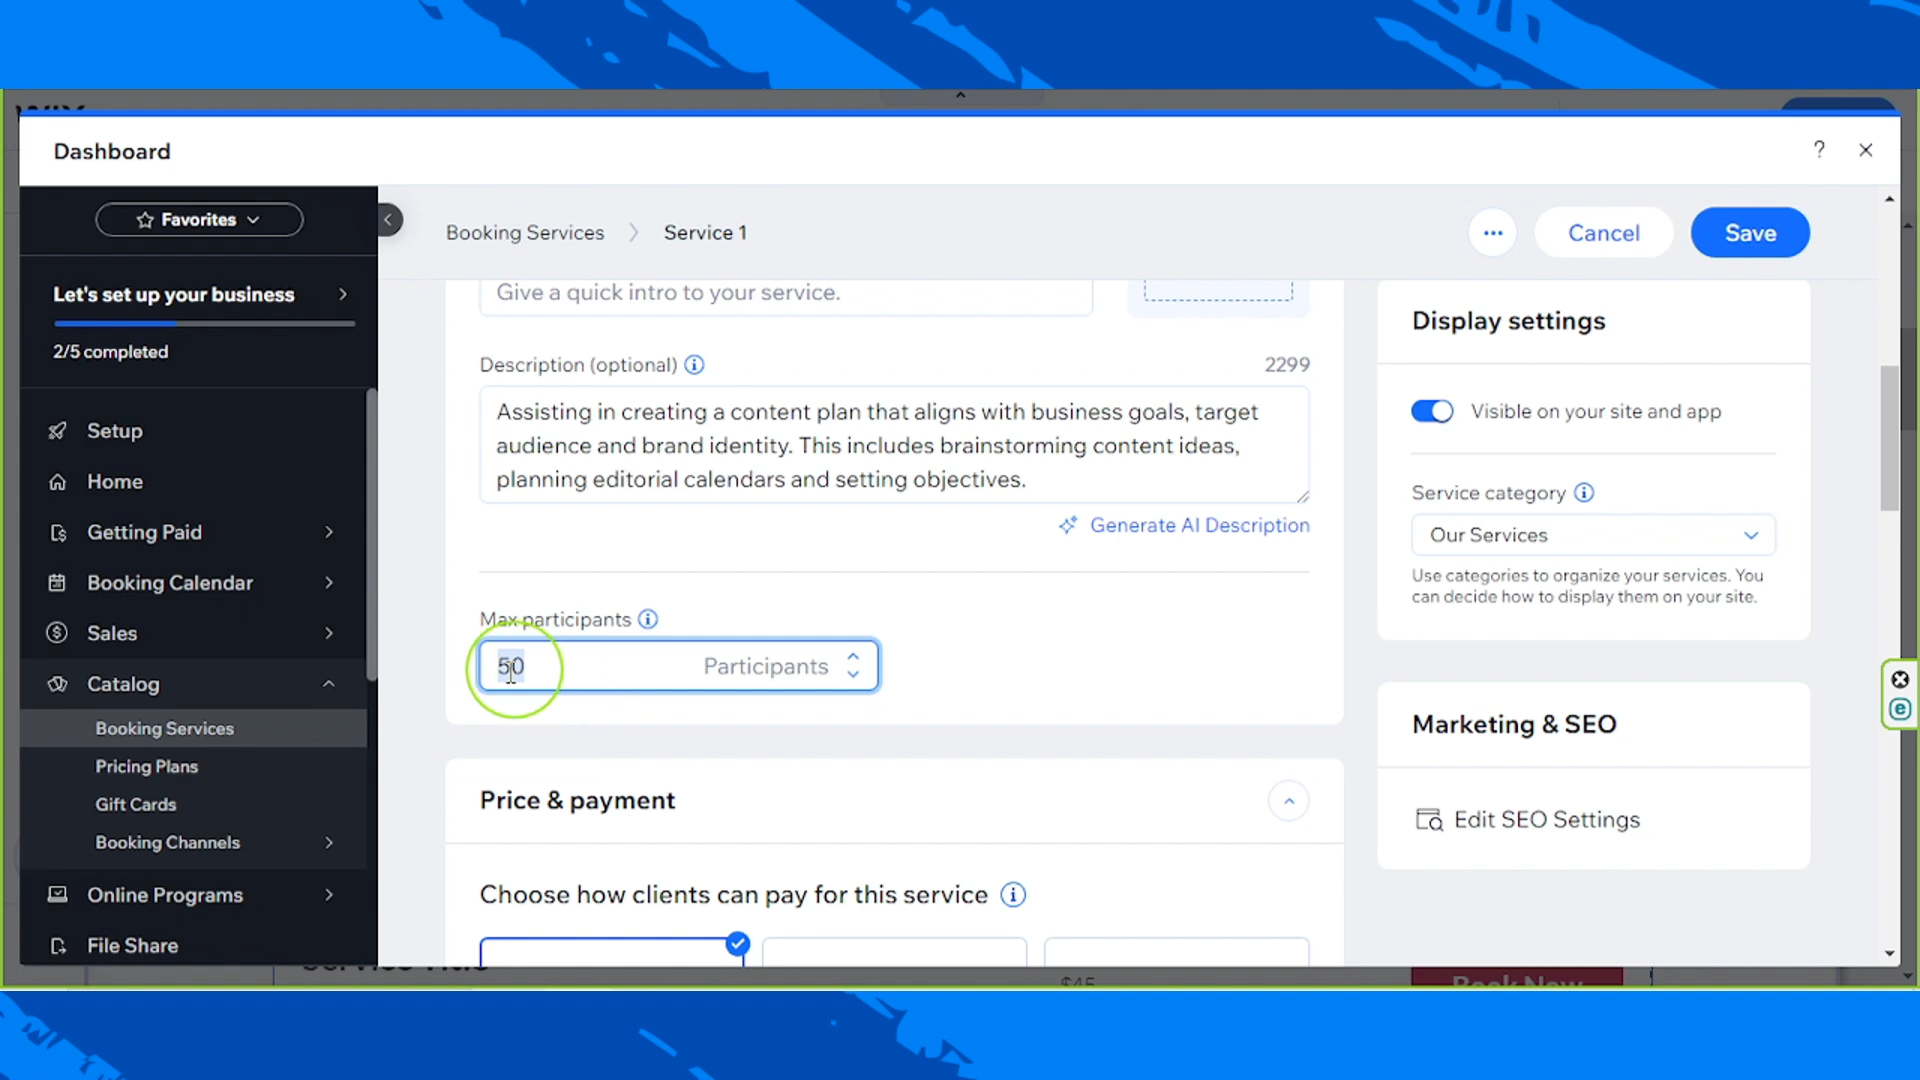 Dashboard
?
Favorites
Booking Services
Service 1
Cancel
Save
Let's set up your business
2/5 completed
Give a quick intro to your service.
Display settings
Description (optional)
2299
Visible on your site and app
Assisting in creating a content plan that aligns with business goals, target
audience and brand identity. This includes brainstorming content ideas,
planning editorial calendars and setting objectives.
Setup
Home
Getting Paid
Booking Calendar
Sales
Catalog
Booking Services
Pricing Plans
Gift Cards
Booking Channels
Online Programs
File Share
Generate AI Description
Service category
Our Services
Use categories to organize your services. You
can decide how to display them on your site.
Max participants
50
Participants
Marketing & SEO
Edit SEO Settings
Price & payment
Choose how clients can pay for this service
$45
Book Now